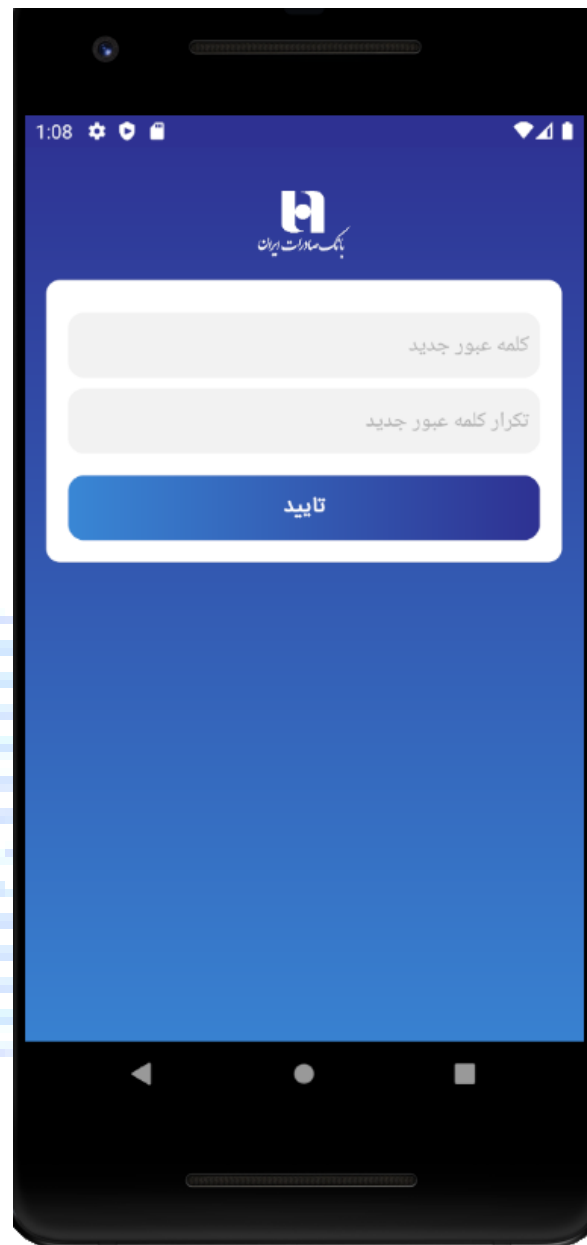 1:08
بانک صادرات ایران
کلمه عبور جدید
تکرار کلمه عبور جدید
تایید